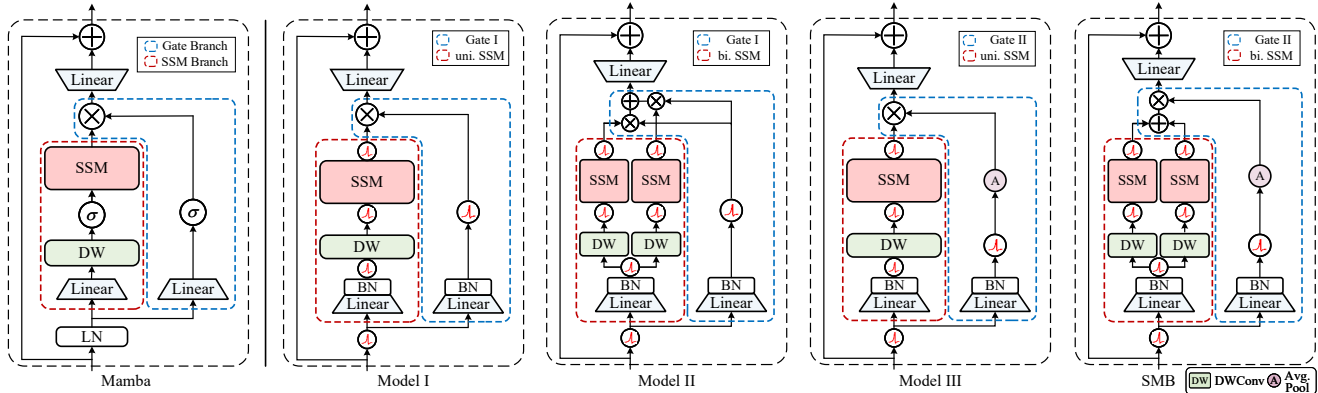 Gate Branch
SSM Branch
Linear
SSM
σ
σ
DW
Linear
Linear
LN
Mamba
Gate I
uni. SSM
Linear
SSM
DW
BN
Linear
BN
Linear
Model I
Gate I
bi. SSM
Linear
SSM
SSM
DW
DW
BN
Linear
BN
Linear
Model II
Gate II
uni. SSM
Linear
SSM
A
DW
BN
Linear
BN
Linear
Model III
Gate II
bi. SSM
Linear
SSM
SSM
A
DW
DW
BN
Linear
BN
Linear
SMB
DW DWConv
A Avg.
Pool